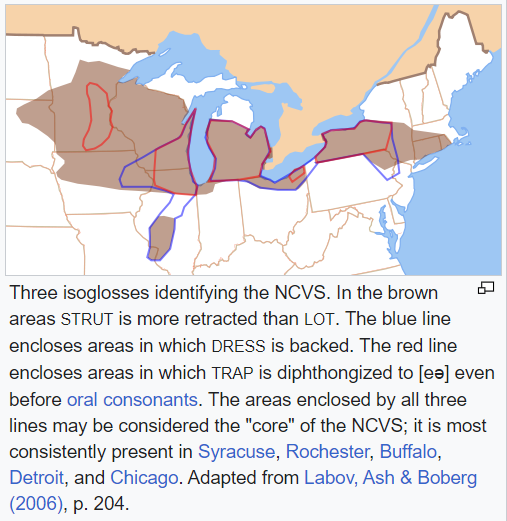 Three isoglosses identifying the NCVS. In the brown
areas STRUT is more retracted than LOT. The blue line
encloses areas in which DRESS is backed. The red line
encloses areas in which TRAP is diphthongized to [eə] even
before oral consonants. The areas enclosed by all three
lines may be considered the "core" of the NCVS; it is most
consistently present in Syracuse, Rochester, Buffalo,
Detroit, and Chicago. Adapted from Labov, Ash & Boberg
(2006), p. 204.